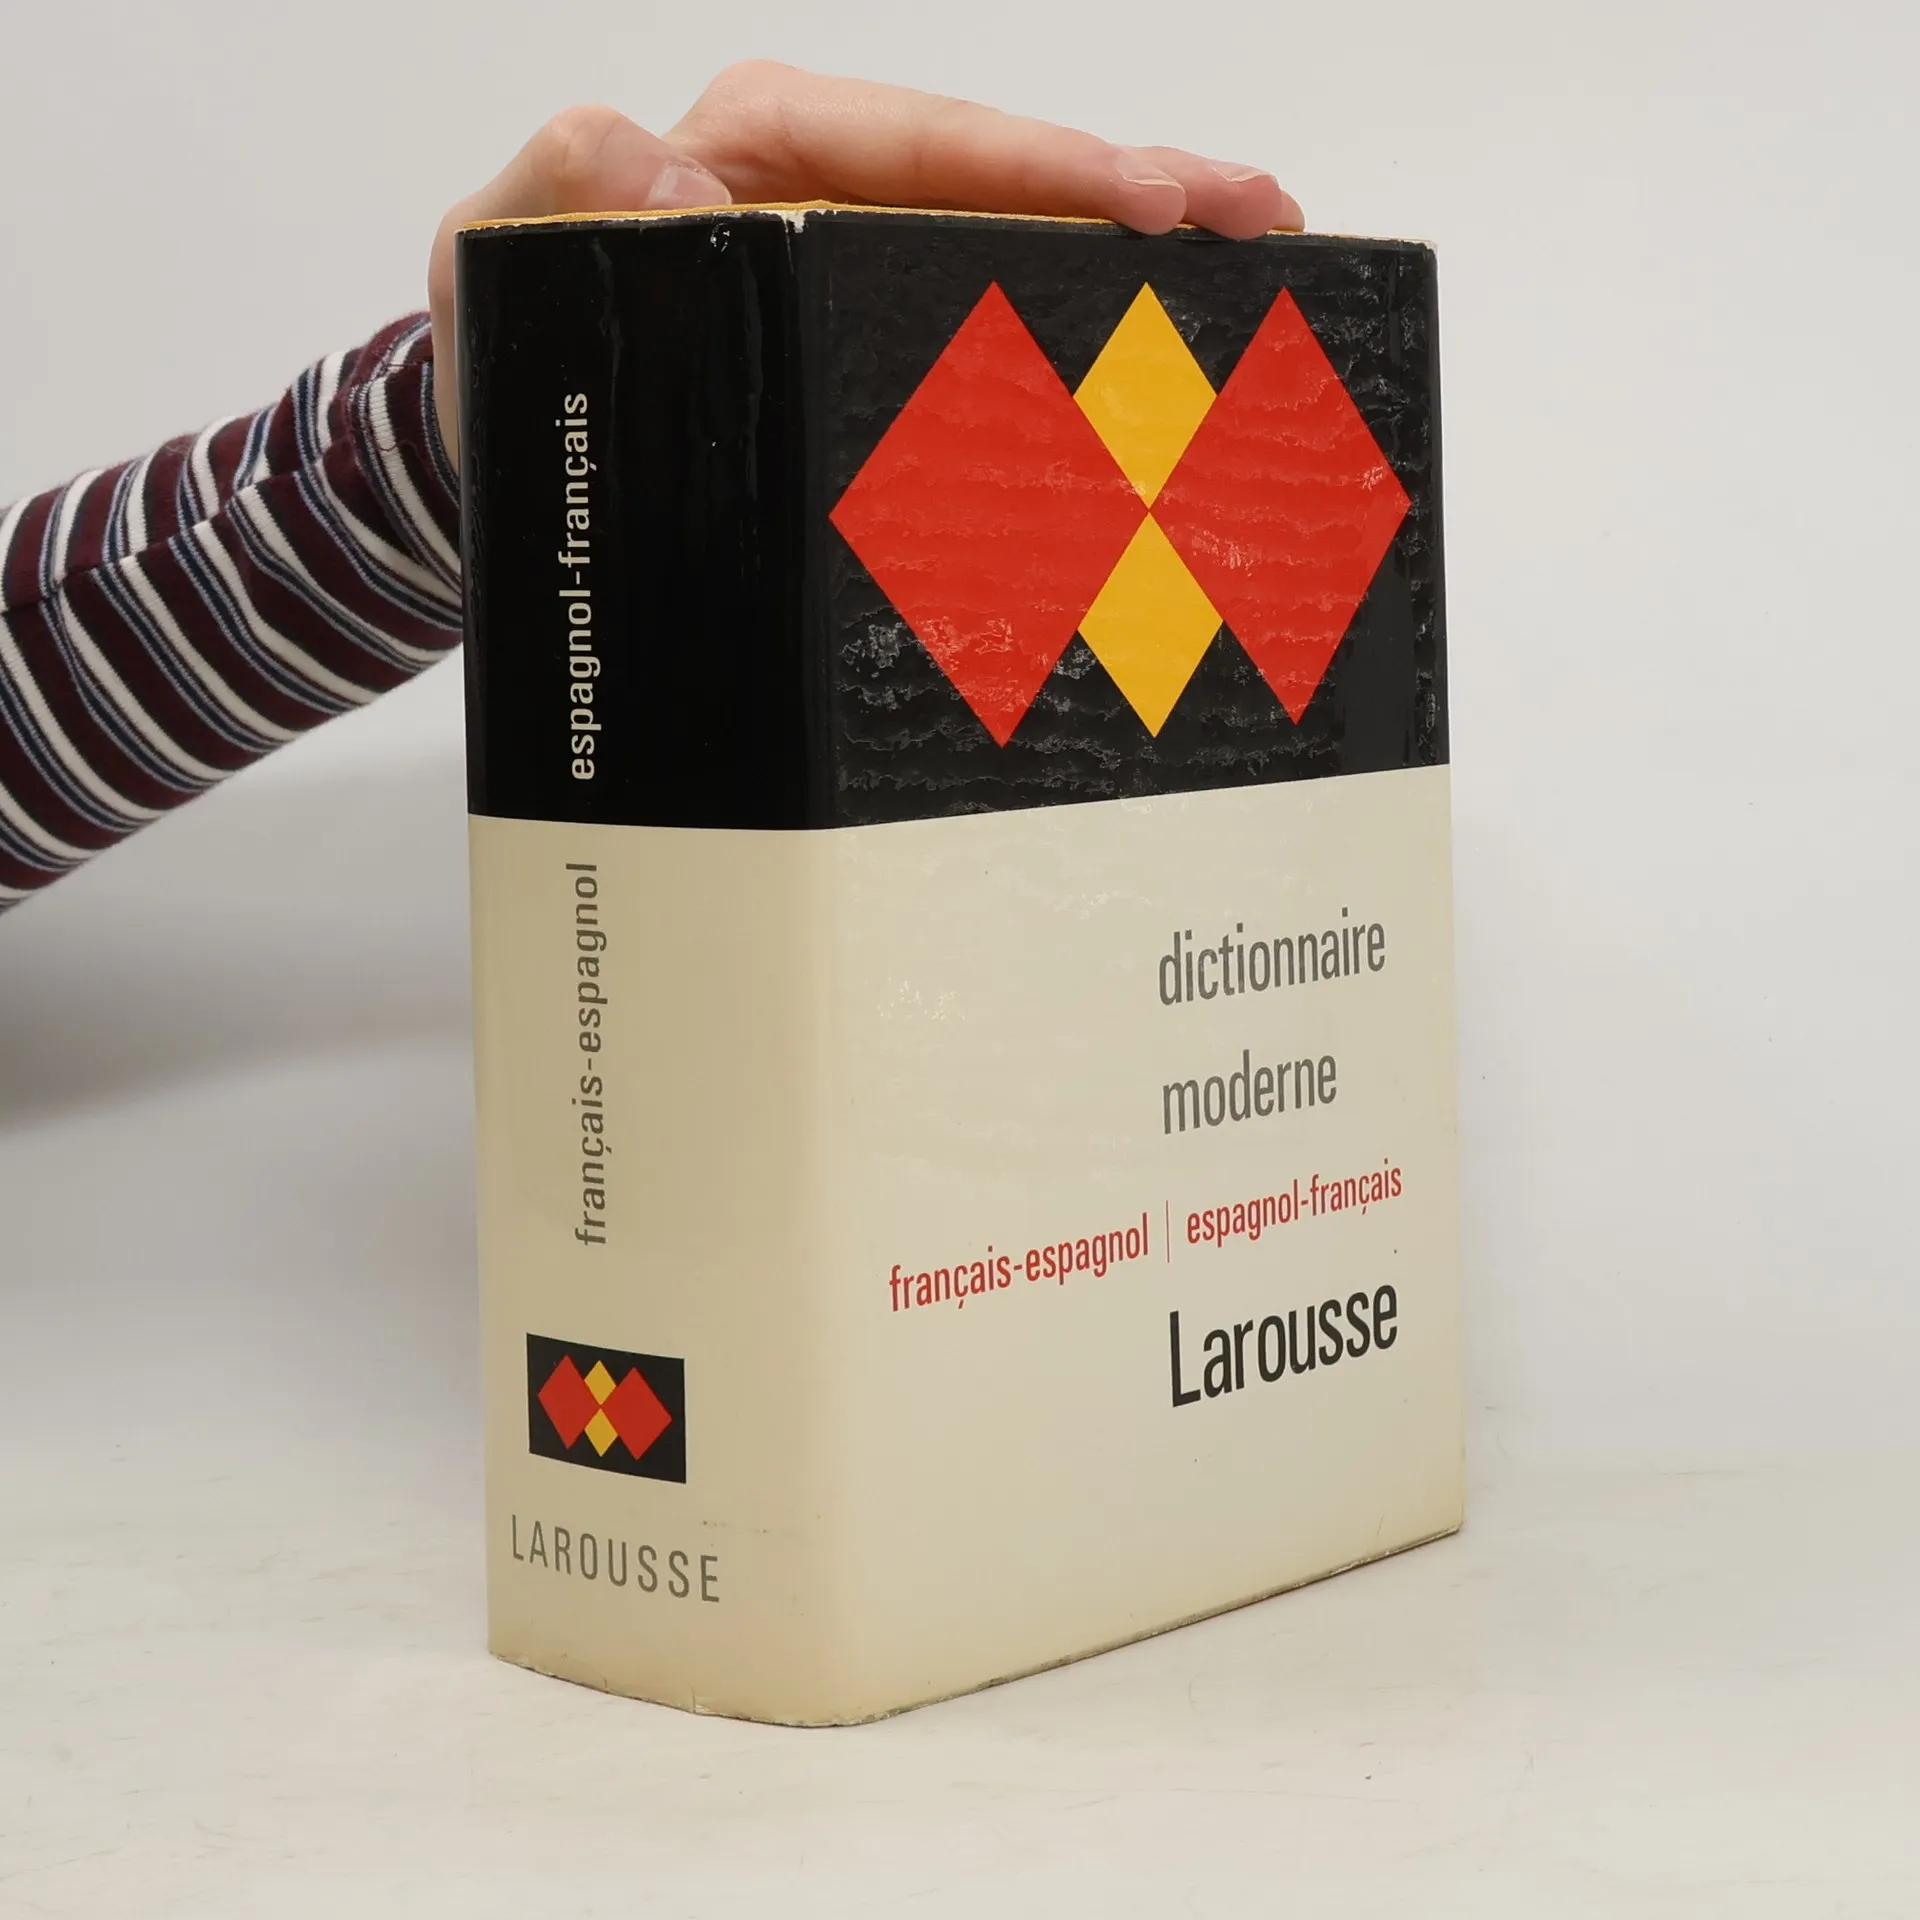 espagnol-français
français-espagnol
LAROUSSE
dictionnaire
moderne
français-espagnol | espagnol-français
Larousse